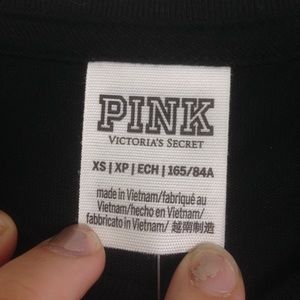 PINK
VICTORIA'S SECRET
XS | XP | ECH | 165/84A
made in Vietnam/fabriqué au
Vietnam/hecho en Vietnam/
fabbricato in Vietnam/ 越南制造